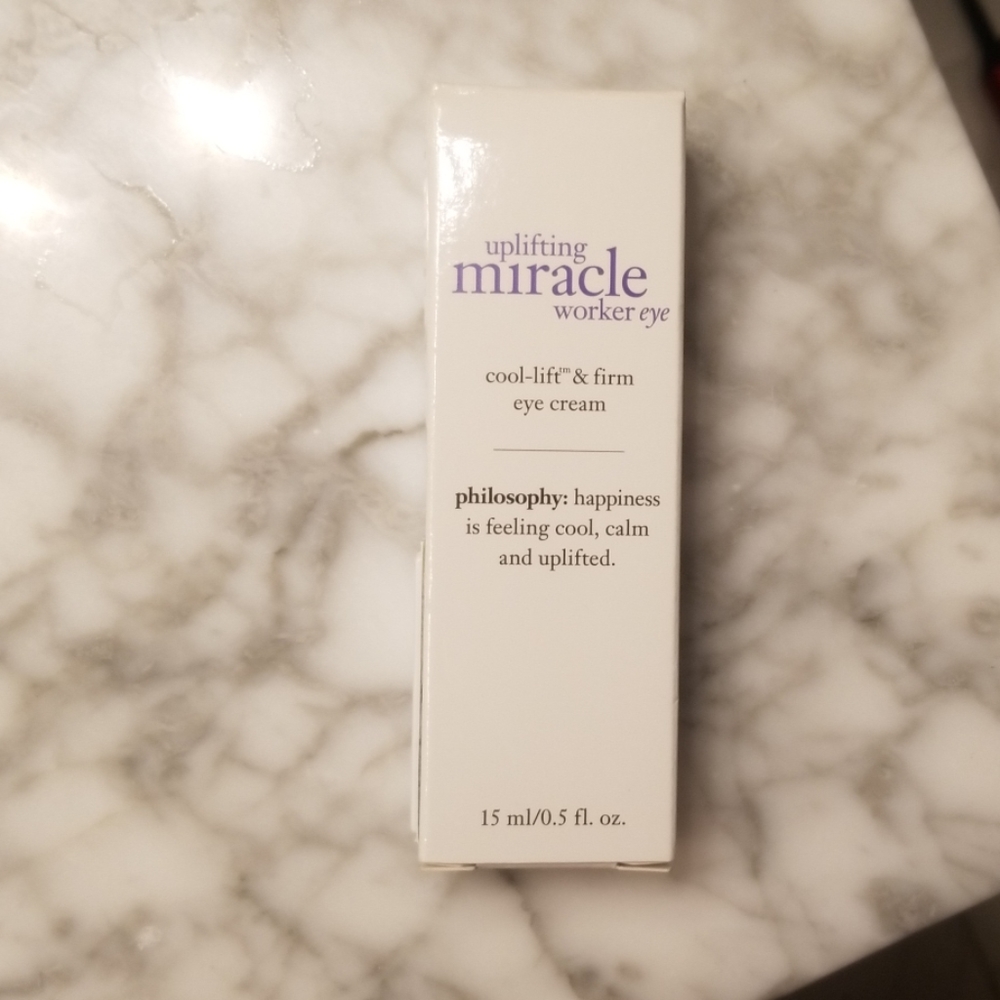 uplifting
miracle
worker eye
cool-lift™ & firm
eye cream
philosophy: happiness
is feeling cool, calm
and uplifted.
15 ml/0.5 fl. oz.